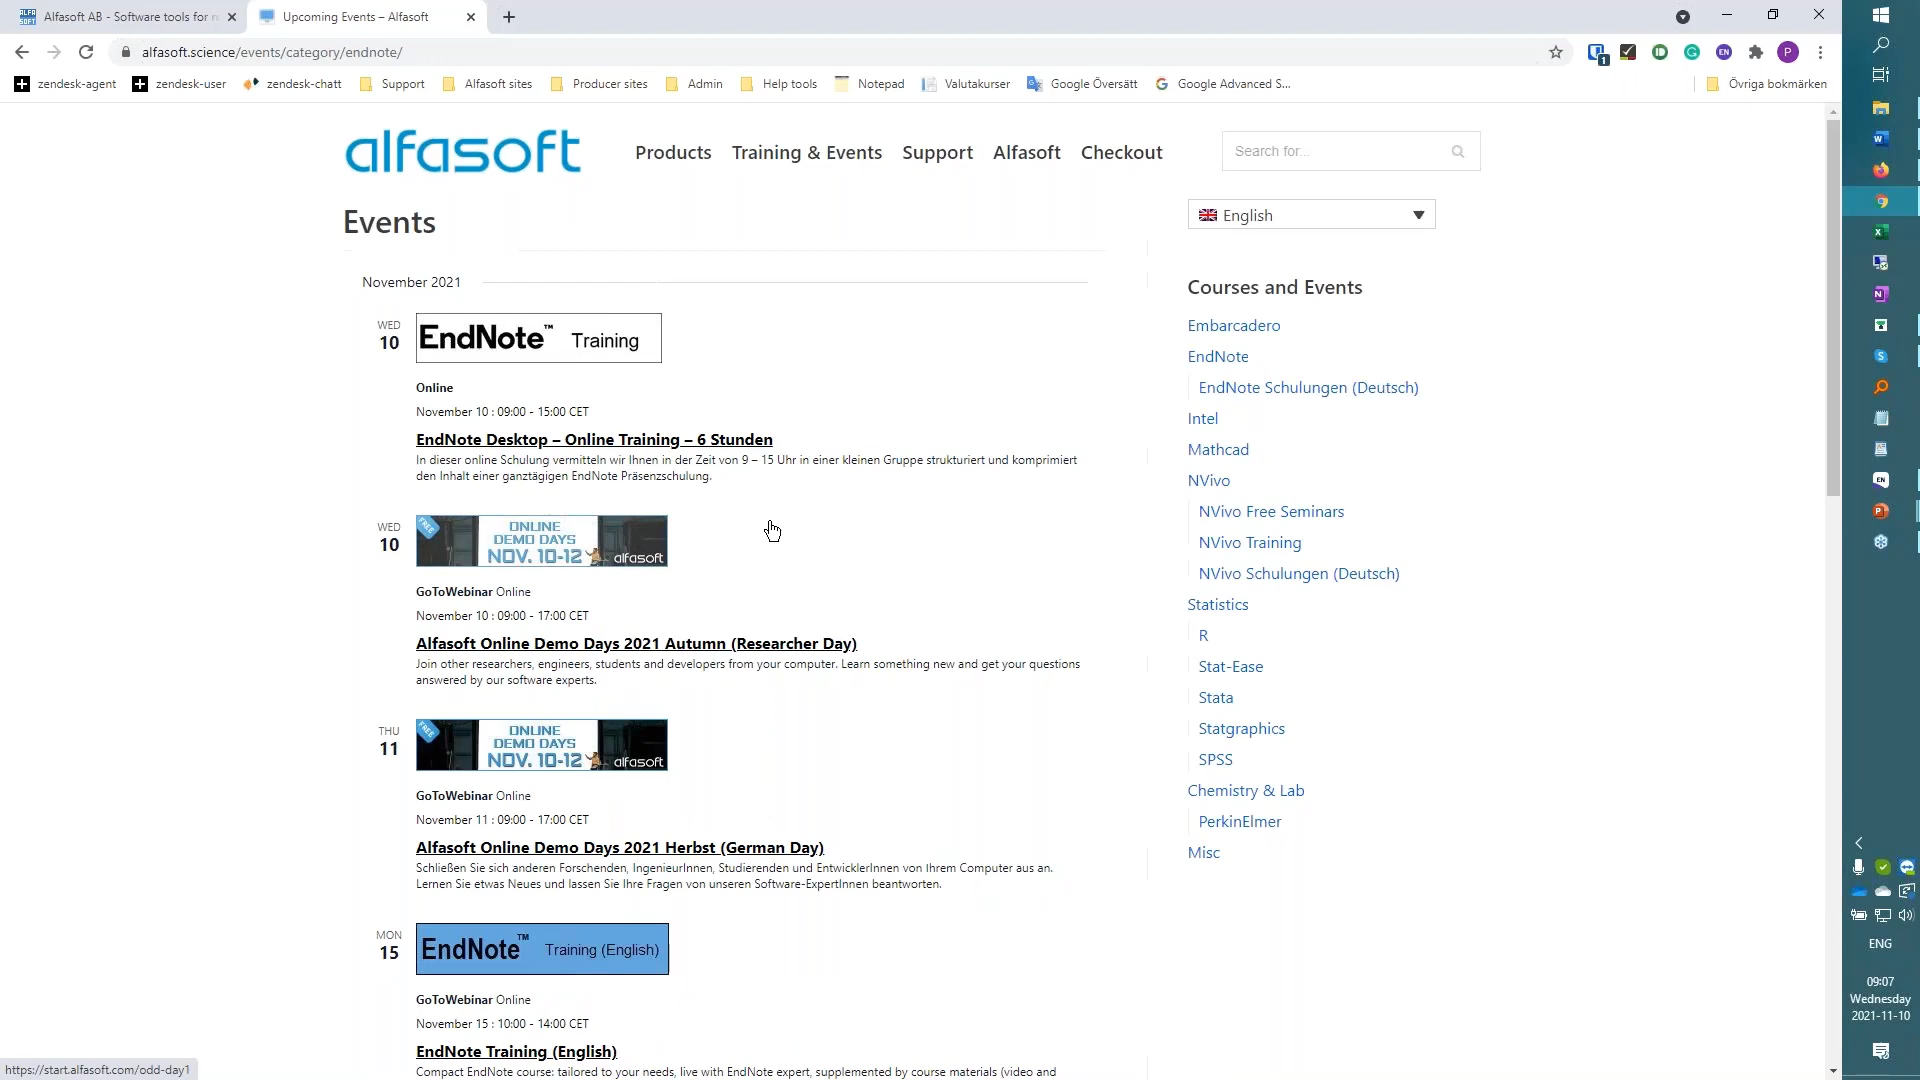 Alfasoft AB - Software tools for r
Upcoming Events – Alfasoft
alfasoft.science/events/category/endnote/
1
EN
P
zendesk-agent
zendesk-user
zendesk-chatt
Support
Alfasoft sites
Producer sites
Admin
Help tools
Notepad
Valutakurser
Google Översätt
Google Advanced S...
Övriga bokmärken
alfasoft
Products
Training & Events
Support
Alfasoft
Checkout
Search for...
Events
English
November 2021
WED
10
EndNote™ Training
Online
November 10 : 09:00 - 15:00 CET
EndNote Desktop – Online Training – 6 Stunden
In dieser online Schulung vermitteln wir Ihnen in der Zeit von 9 – 15 Uhr in einer kleinen Gruppe strukturiert und komprimiert
den Inhalt einer ganztägigen EndNote Präsenzschulung.
WED
10
FREE
ONLINE
DEMO DAYS
NOV. 10-12
alfasoft
GoToWebinar Online
November 10 : 09:00 - 17:00 CET
Alfasoft Online Demo Days 2021 Autumn (Researcher Day)
Join other researchers, engineers, students and developers from your computer. Learn something new and get your questions
answered by our software experts.
THU
11
FREE
ONLINE
DEMO DAYS
NOV. 10-12
alfasoft
GoToWebinar Online
November 11 : 09:00 - 17:00 CET
Alfasoft Online Demo Days 2021 Herbst (German Day)
Schließen Sie sich anderen Forschenden, IngenieurInnen, Studierenden und EntwicklerInnen von Ihrem Computer aus an.
Lernen Sie etwas Neues und lassen Sie Ihre Fragen von unseren Software-ExpertInnen beantworten.
MON
15
EndNote™ Training (English)
GoToWebinar Online
November 15 : 10:00 - 14:00 CET
EndNote Training (English)
Compact EndNote course: tailored to your needs, live with EndNote expert, supplemented by course materials (video and
Courses and Events
Embarcadero
EndNote
EndNote Schulungen (Deutsch)
Intel
Mathcad
NVivo
NVivo Free Seminars
NVivo Training
NVivo Schulungen (Deutsch)
Statistics
R
Stat-Ease
Stata
Statgraphics
SPSS
Chemistry & Lab
PerkinElmer
Misc
https://start.alfasoft.com/odd-day1
EN
ENG
09:07
Wednesday
2021-11-10